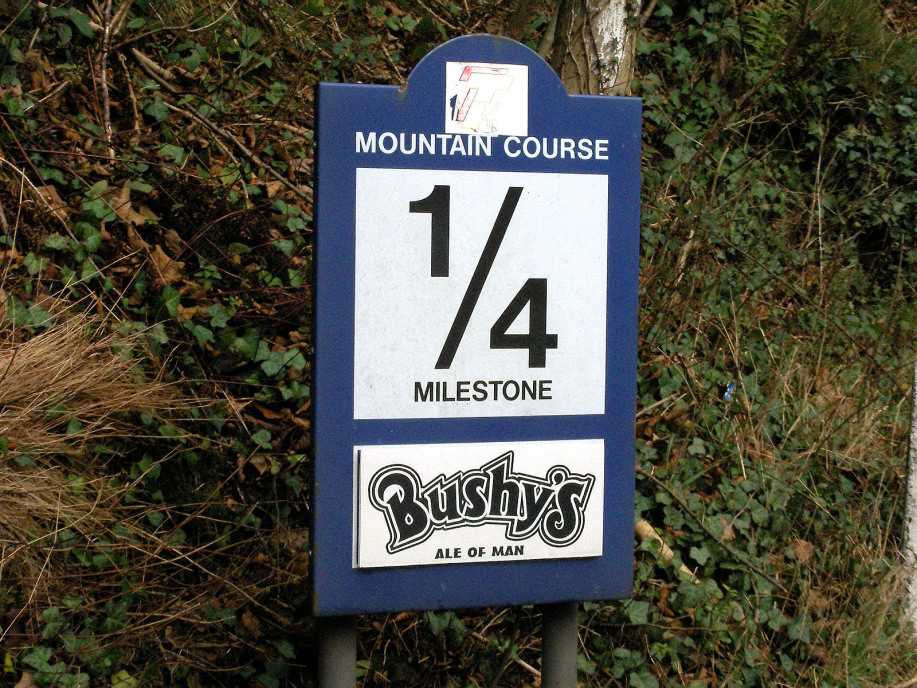 MOUNTAIN COURSE
1/4
MILESTONE
Bushy's
ALE OF MAN